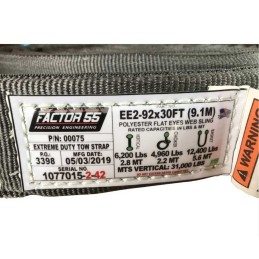 FACTOR 55
PRECISION ENGINEERING
P/N: 00075
EXTREME DUTY TOW STRAP
P.O.: MFG DATE:
3398 05/03/2019
SERIAL NO.
1077015-2-42
EE2-92x30FT (9.1M)
POLYESTER FLAT EYES WEB SLING
RATED CAPACITIES IN LBS & MT
6,200 Lbs 4,960 Lbs 12,400 Lbs
2.8 MT 2.2 MT 5.6 MT
MTS VERTICAL: 31,000 LBS
WARNING